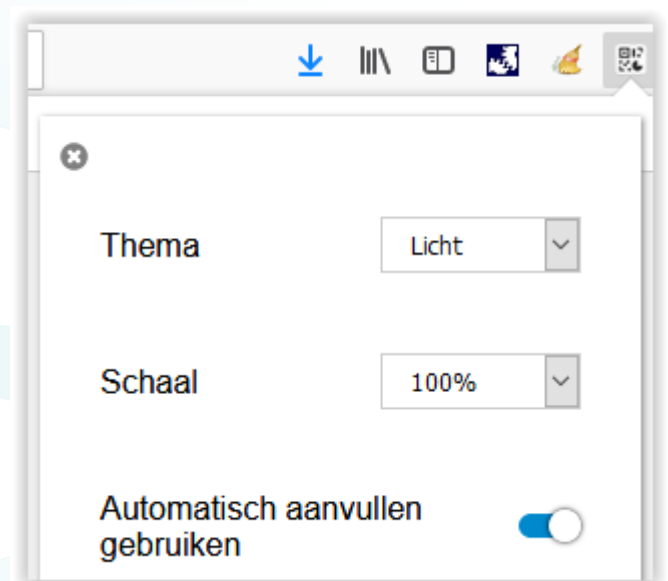 Thema
Licht
Schaal
100%
Automatisch aanvullen
gebruiken